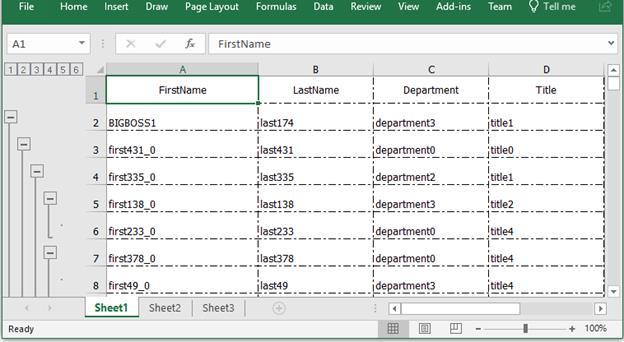 File Home Insert Draw Page Layout Formulas Data Review View Add-ins Team Tell me
A1 fx FirstName
1 2 3 4 5 6 A B C D
1 FirstName LastName Department Title
2 BIGBOSS1 last174 department3 title1
3 first431_0 last431 department0 title0
4 first335_0 last335 department2 title1
5 first138_0 last138 department3 title2
6 first233_0 last233 department0 title4
7 first378_0 last378 department0 title4
8 first49_0 last49 department3 title4
Sheet1 Sheet2 Sheet3
Ready 100%